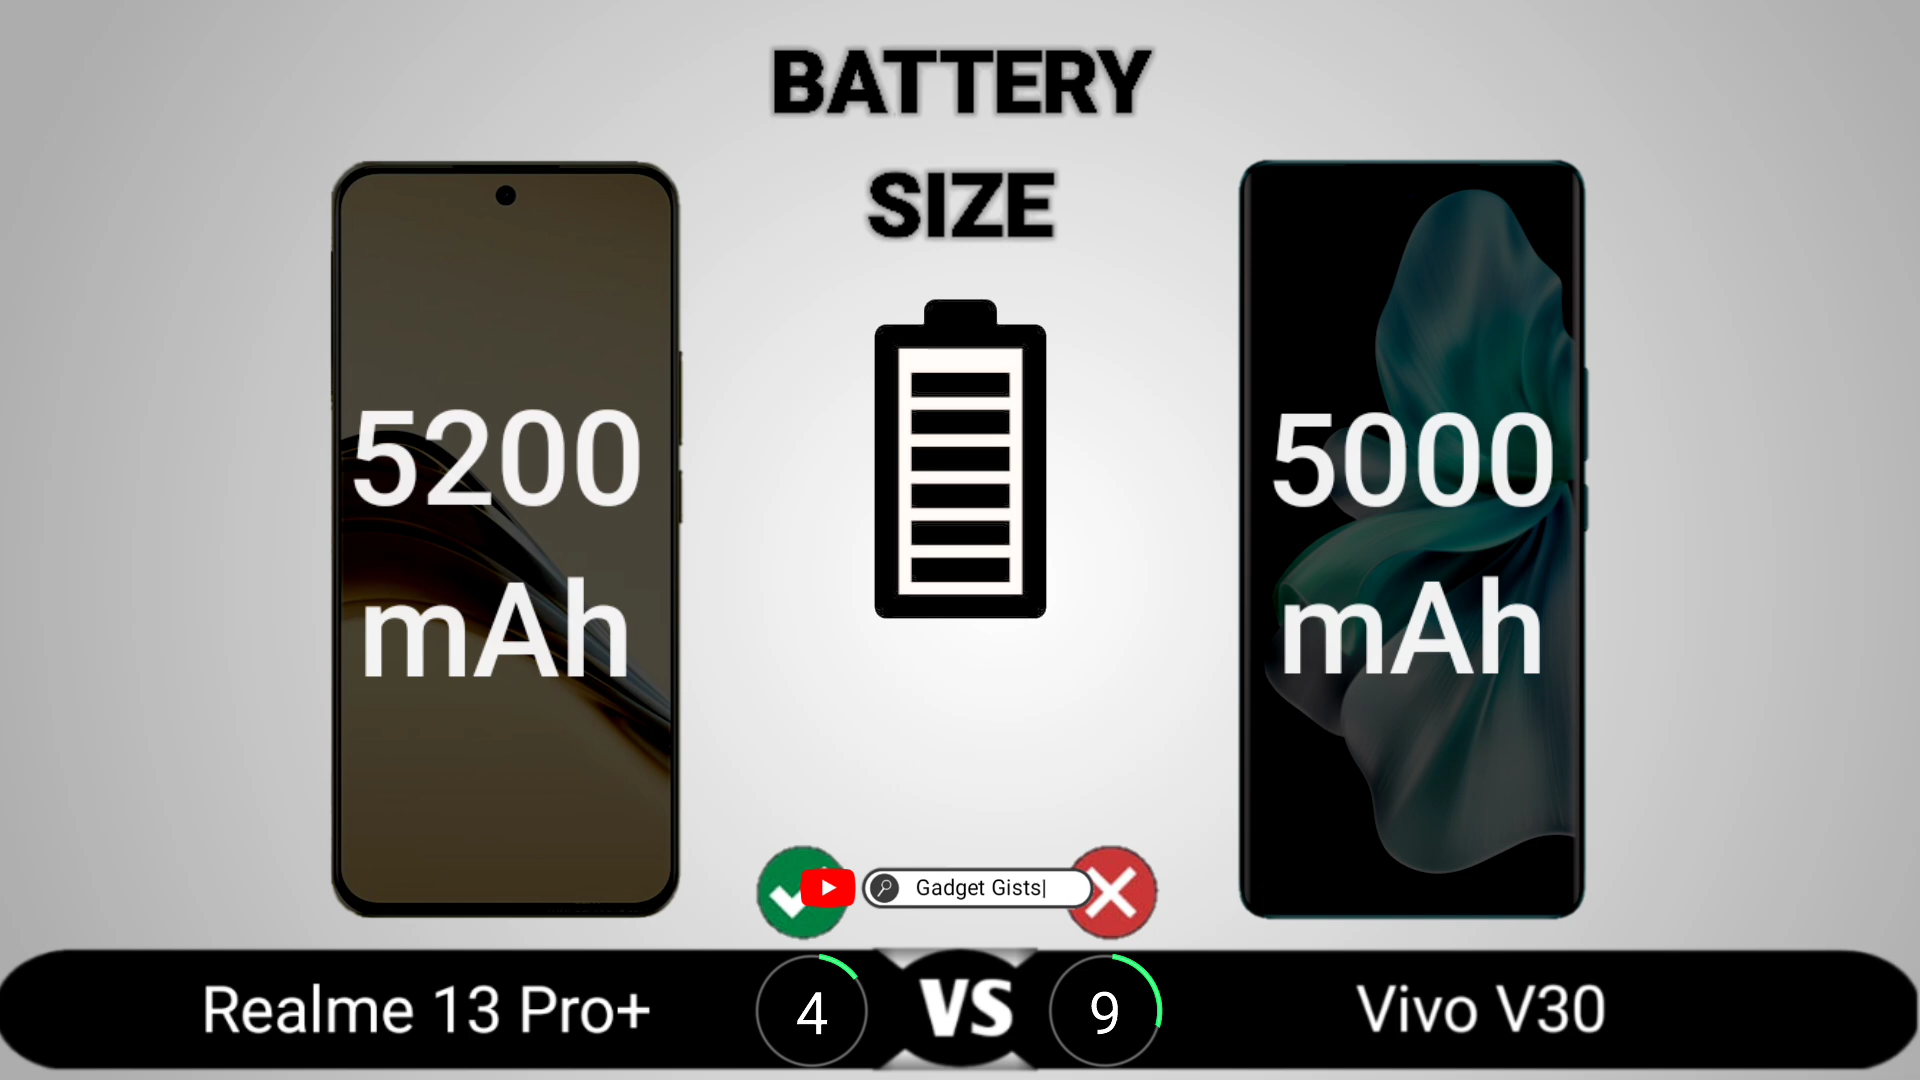 BATTERY
SIZE
5200
mAh
5000
mAh
Gadget Gists|
Realme 13 Pro+
4
VS
9
Vivo V30